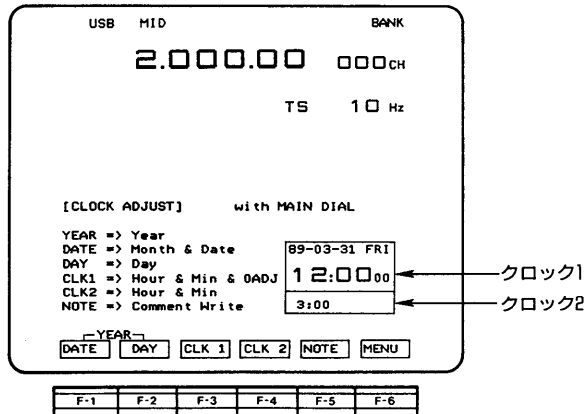 USB MID BANK
2.000.00 000CH
TS 10 Hz
[CLOCK ADJUST] with MAIN DIAL
YEAR => Year
DATE => Month & Date
DAY => Day
CLK1 => Hour & Min & 0ADJ
CLK2 => Hour & Min
NOTE => Comment Write
89-03-31 FRI
12:00 00
クロック1
3:00
クロック2
YEAR
DATE DAY CLK 1 CLK 2 NOTE MENU
F-1 F-2 F-3 F-4 F-5 F-6